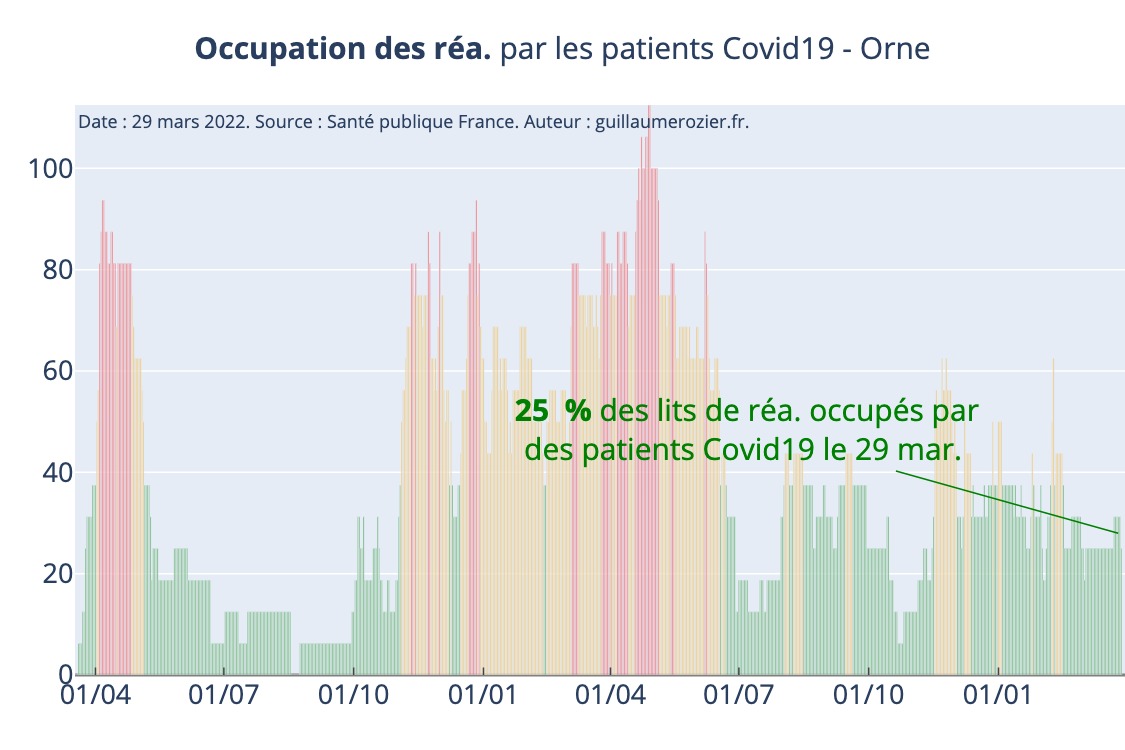 Occupation des réa. par les patients Covid19 - Orne
Date : 29 mars 2022. Source : Santé publique France. Auteur : guillaumerozier.fr.
100
80
60
25 % des lits de réa. occupés par
des patients Covid19 le 29 mar.
40
20
0
01/04 01/07 01/10 01/01 01/04 01/07 01/10 01/01